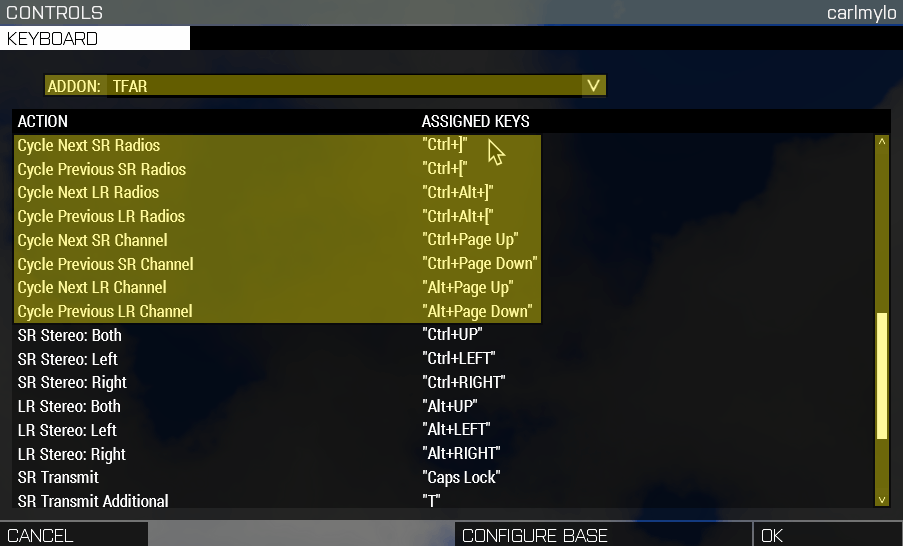 CONTROLS carlmylo
KEYBOARD
ADDON: TFAR
ACTION ASSIGNED KEYS
Cycle Next SR Radios "Ctrl+]"
Cycle Previous SR Radios "Ctrl+["
Cycle Next LR Radios "Ctrl+Alt+]"
Cycle Previous LR Radios "Ctrl+Alt+["
Cycle Next SR Channel "Ctrl+Page Up"
Cycle Previous SR Channel "Ctrl+Page Down"
Cycle Next LR Channel "Alt+Page Up"
Cycle Previous LR Channel "Alt+Page Down"
SR Stereo: Both "Ctrl+UP"
SR Stereo: Left "Ctrl+LEFT"
SR Stereo: Right "Ctrl+RIGHT"
LR Stereo: Both "Alt+UP"
LR Stereo: Left "Alt+LEFT"
LR Stereo: Right "Alt+RIGHT"
SR Transmit "Caps Lock"
SR Transmit Additional "T"
CANCEL CONFIGURE BASE OK